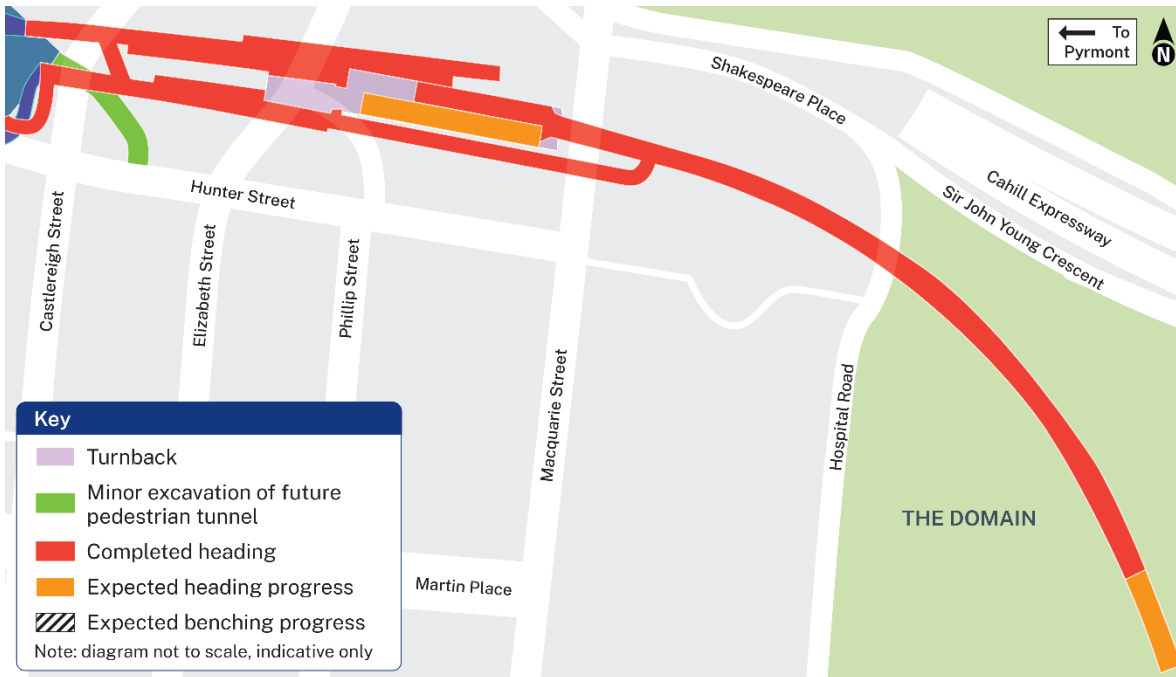 To
Pyrmont
N
Shakespeare Place
Cahill Expressway
Sir John Young Crescent
Hunter Street
Castlereigh Street
Elizabeth Street
Phillip Street
Macquarie Street
Hospital Road
THE DOMAIN
Martin Place
Key
Turnback
Minor excavation of future
pedestrian tunnel
Completed heading
Expected heading progress
Expected benching progress
Note: diagram not to scale, indicative only